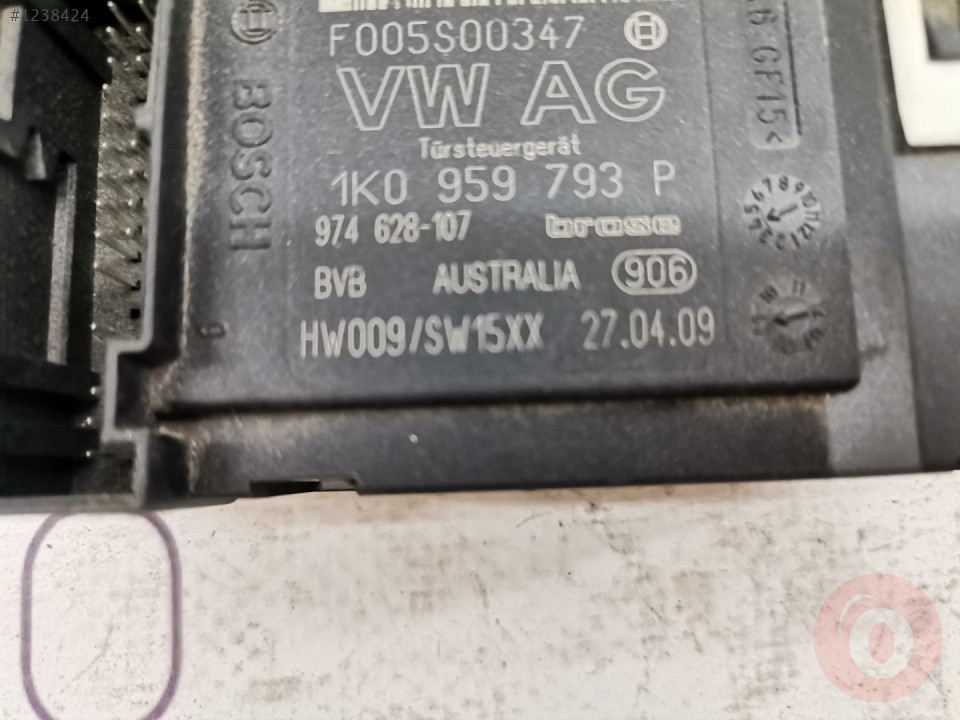 #1238424
F005S00347
BOSCH
VW AG
Türsteuergerät
1K0 959 793 P
974 628-107 brose
BVB AUSTRALIA 906
HW009/SW15XX 27.04.09
GF15<